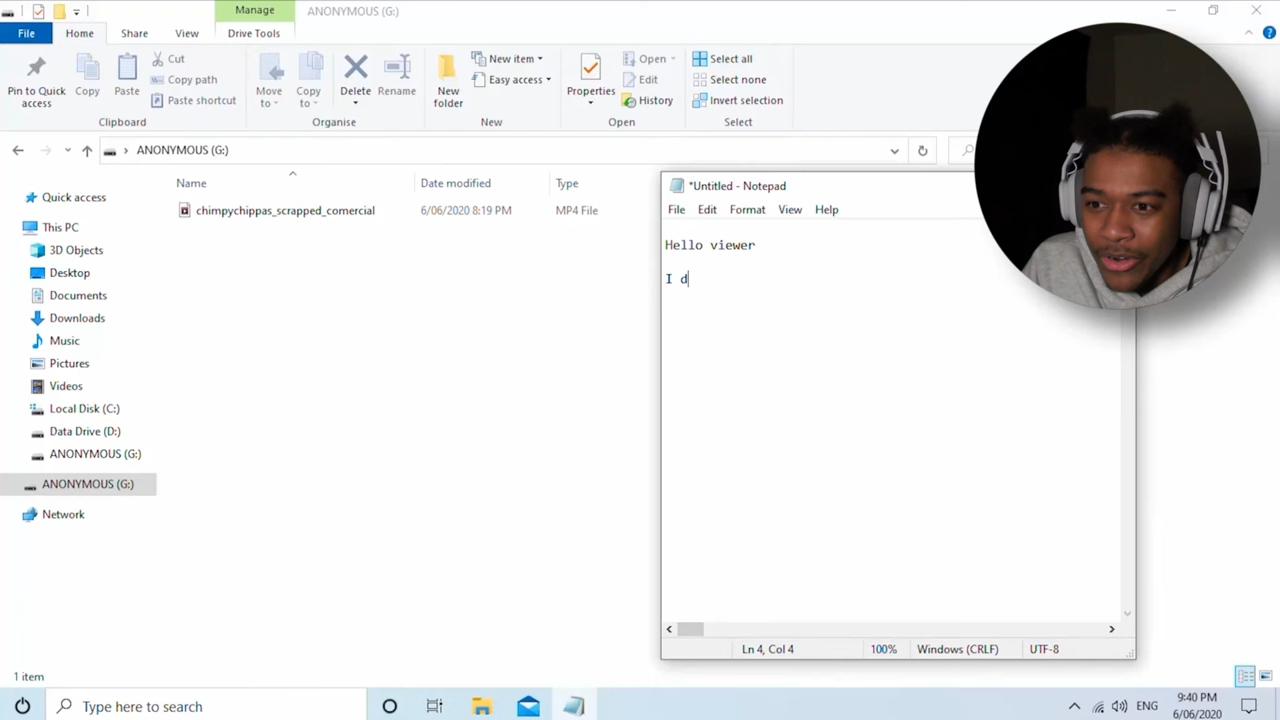 Manage
ANONYMOUS (G:)
File
Home
Share
View
Drive Tools
Pin to Quick access
Copy
Paste
Cut
Copy path
Paste shortcut
Move to
Copy to
Delete
Rename
New folder
New item
Easy access
Properties
Open
Edit
History
Select all
Select none
Invert selection
Clipboard
Organise
New
Open
Select
ANONYMOUS (G:)
Name
Date modified
Type
chimpychippas_scrapped_comercial
6/06/2020 8:19 PM
MP4 File
Quick access
This PC
3D Objects
Desktop
Documents
Downloads
Music
Pictures
Videos
Local Disk (C:)
Data Drive (D:)
ANONYMOUS (G:)
ANONYMOUS (G:)
Network
*Untitled - Notepad
File Edit Format View Help
Hello viewer
I d
Ln 4, Col 4
100%
Windows (CRLF)
UTF-8
1 item
Type here to search
ENG
9:40 PM
6/06/2020